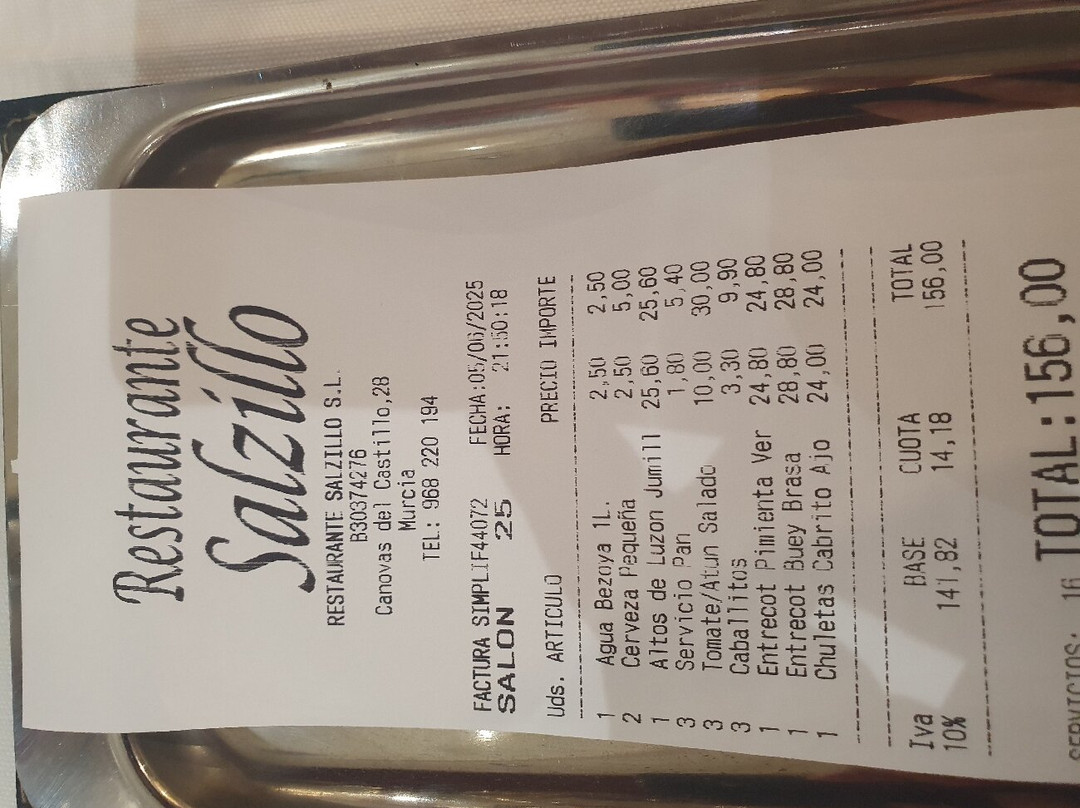 Restaurante
Salzillo
RESTAURANTE SALZILLO S.L.
B30374276
Canovas del Castillo,28
Murcia
TEL: 968 220 194
FACTURA SIMPLIF44072 FECHA:05/06/2025
SALON 25 HORA: 21:50:18
Uds. ARTICULO PRECIO IMPORTE
1 Agua Bezoya 1L. 2,50 2,50
2 Cerveza Pequeña 2,50 5,00
1 Altos de Luzon Jumill 25,60 25,60
3 Servicio Pan 1,80 5,40
3 Tomate/Atun Salado 10,00 30,00
3 Caballitos 3,30 9,90
1 Entrecot Pimienta Ver 24,80 24,80
1 Entrecot Buey Brasa 28,80 28,80
1 Chuletas Cabrito Ajo 24,00 24,00
Iva BASE CUOTA TOTAL
10% 141,82 14,18 156,00
SERVICIOS: 16 TOTAL:156,00